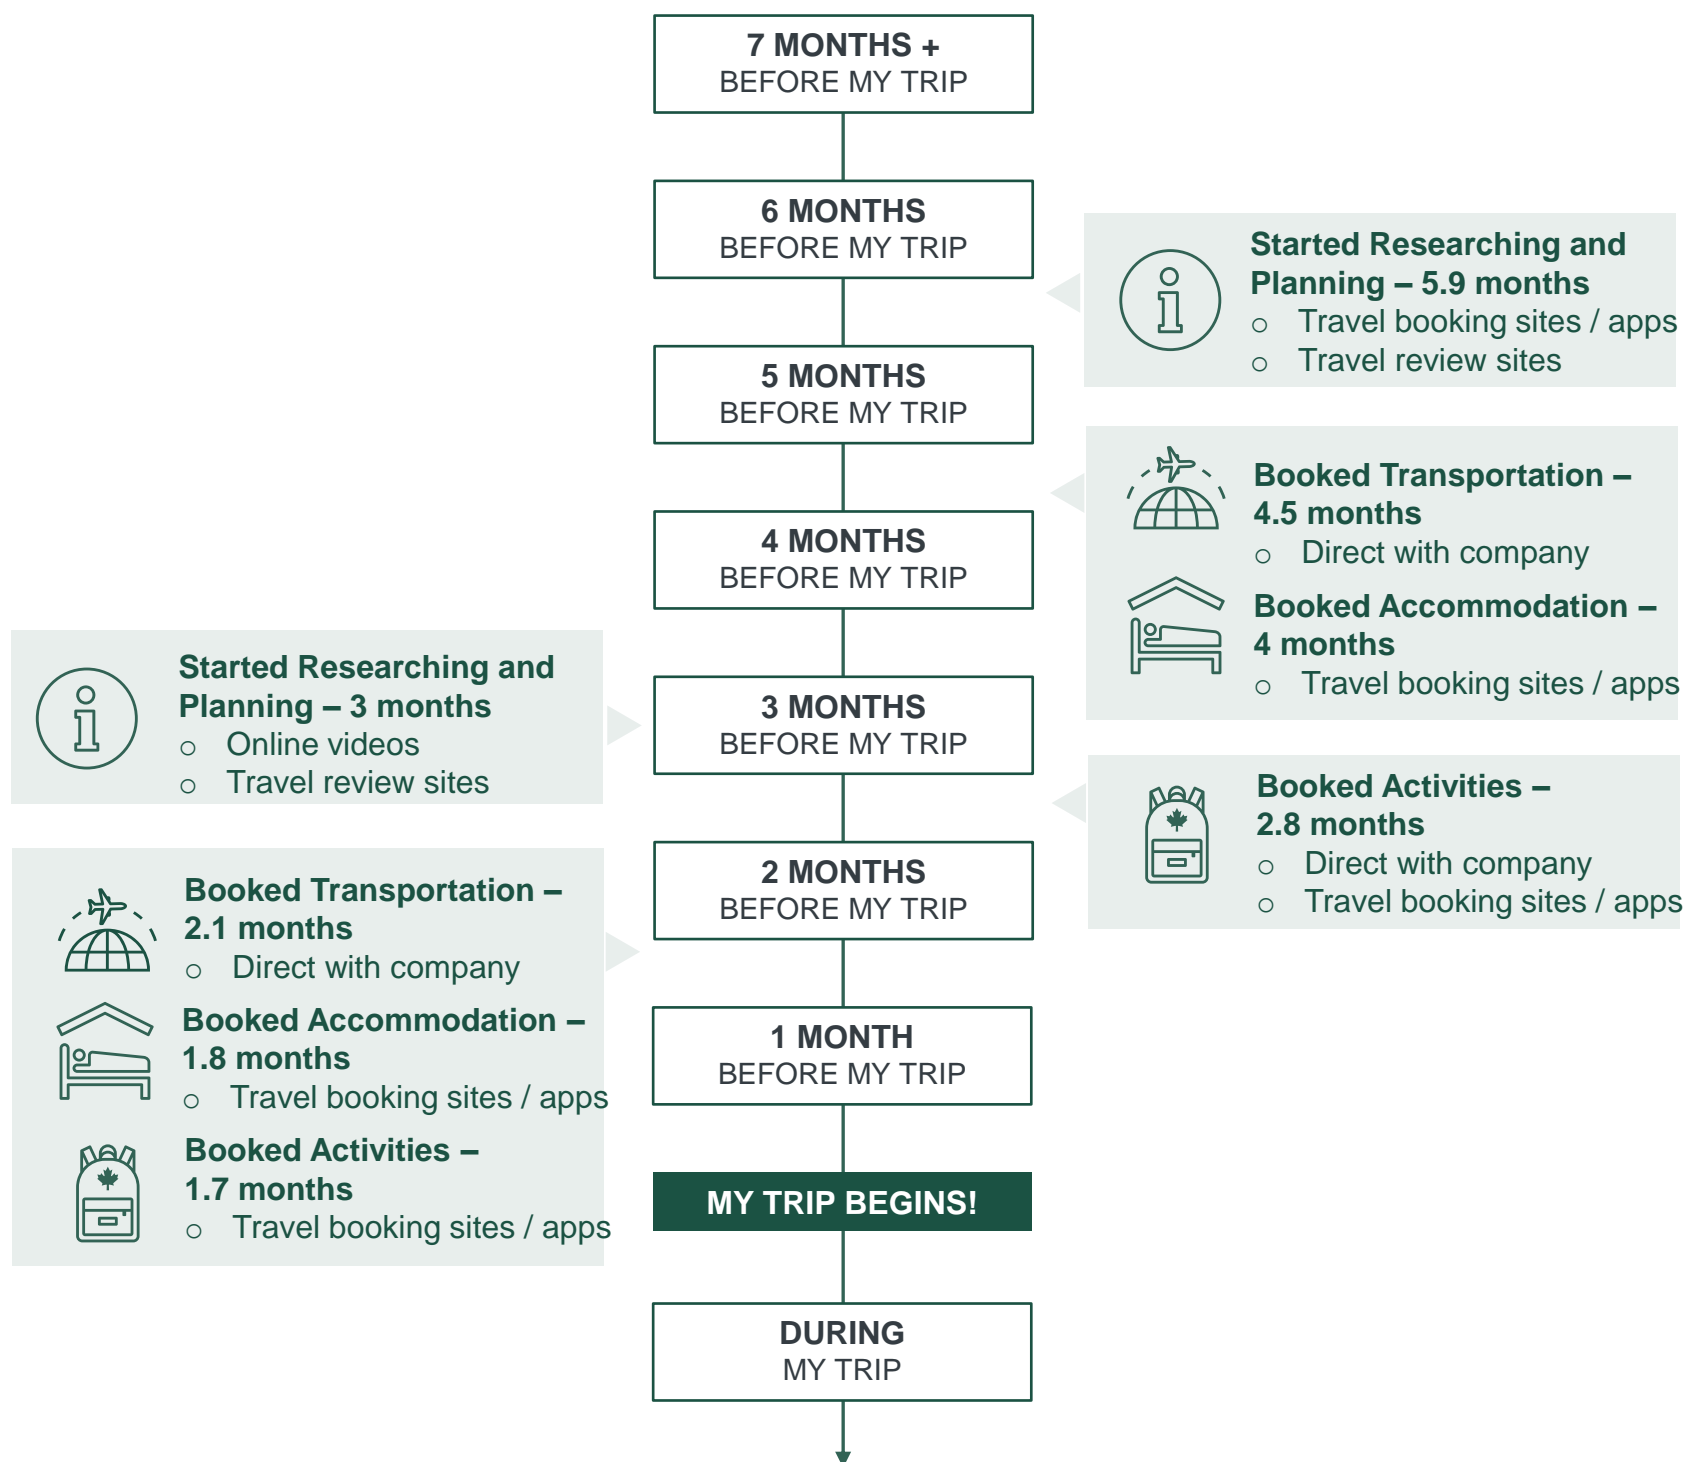 7 MONTHS +
BEFORE MY TRIP
6 MONTHS
BEFORE MY TRIP
Started Researching and
Planning – 5.9 months
o Travel booking sites / apps
o Travel review sites
5 MONTHS
BEFORE MY TRIP
Booked Transportation –
4.5 months
o Direct with company
Booked Accommodation –
4 months
o Travel booking sites / apps
4 MONTHS
BEFORE MY TRIP
Started Researching and
Planning – 3 months
o Online videos
o Travel review sites
3 MONTHS
BEFORE MY TRIP
Booked Activities –
2.8 months
o Direct with company
o Travel booking sites / apps
2 MONTHS
BEFORE MY TRIP
Booked Transportation –
2.1 months
o Direct with company
Booked Accommodation –
1.8 months
o Travel booking sites / apps
Booked Activities –
1.7 months
o Travel booking sites / apps
1 MONTH
BEFORE MY TRIP
MY TRIP BEGINS!
DURING
MY TRIP